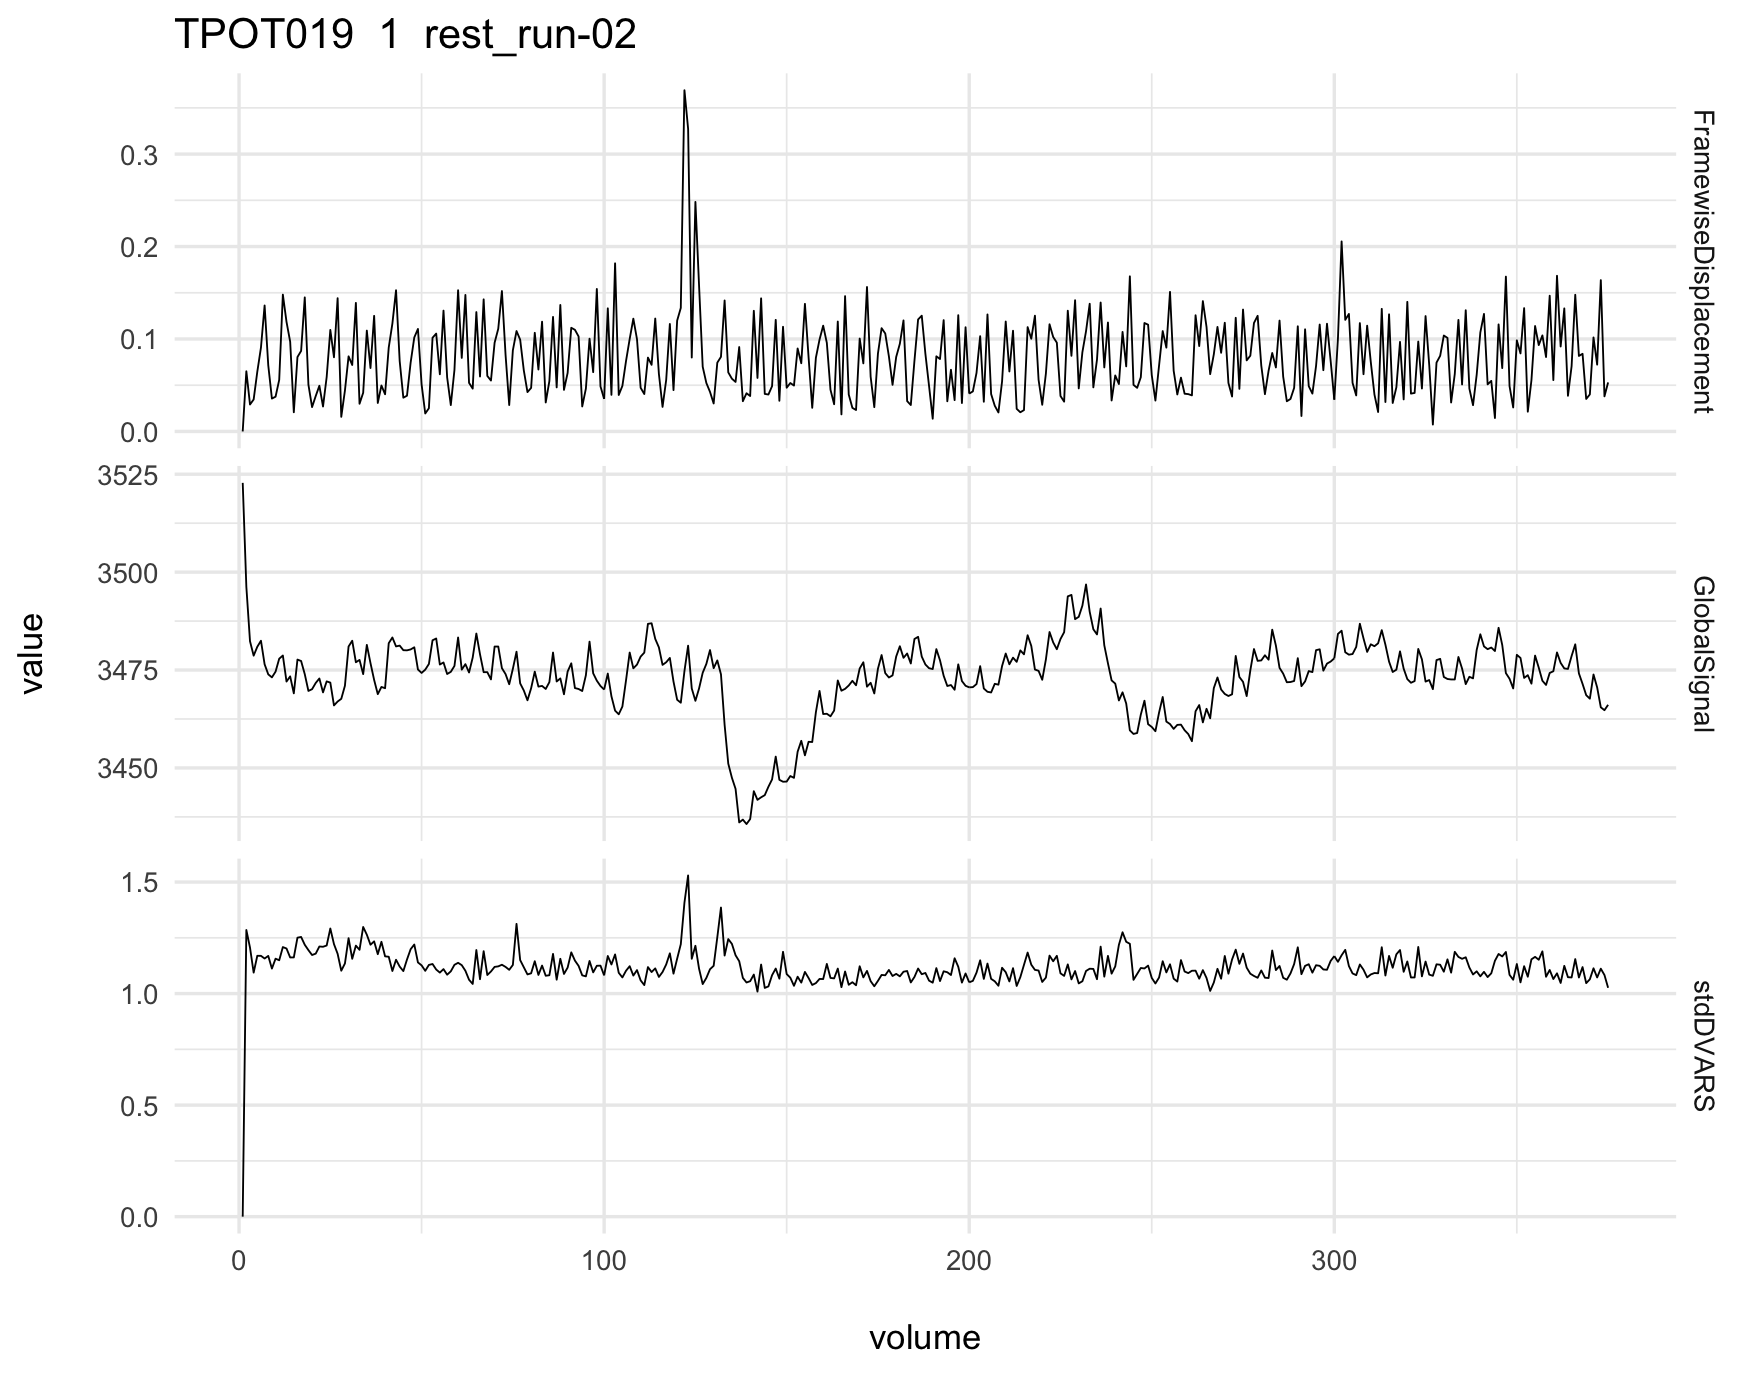 TPOT019 1 rest_run-02
value
0.3
0.2
0.1
0.0
FramewiseDisplacement
3525
3500
3475
3450
GlobalSignal
1.5
1.0
0.5
0.0
stdDVARS
0 100 200 300
volume